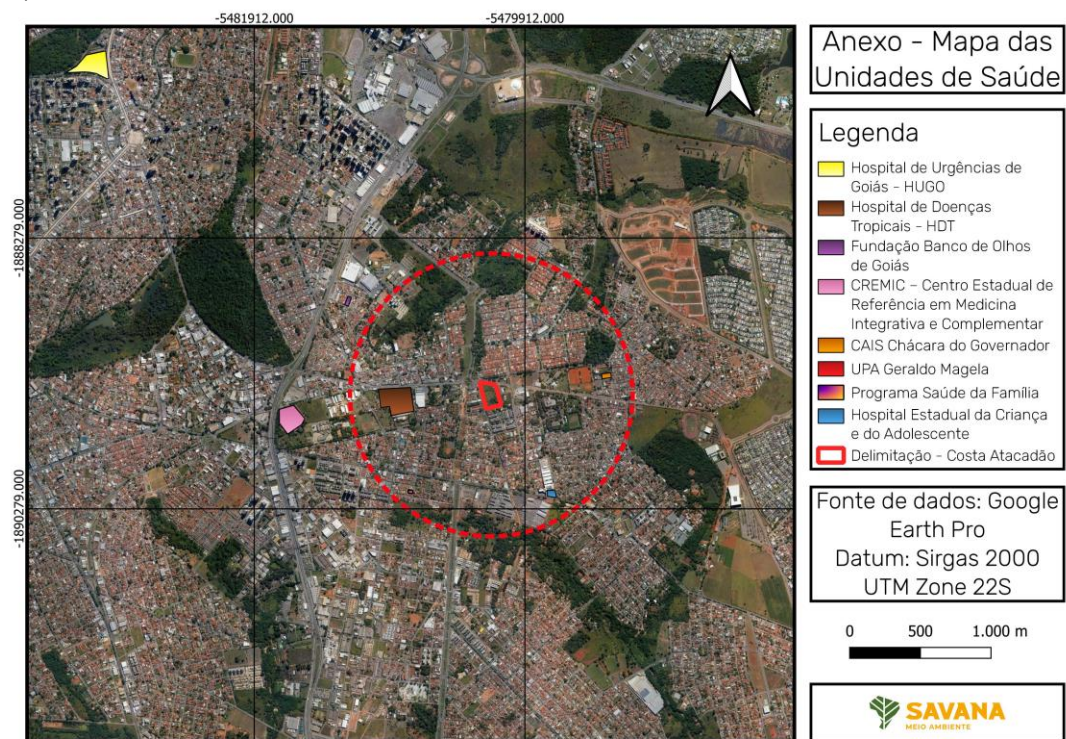 -5481912.000
-5479912.000
-1888279.000
-1890279.000
Anexo - Mapa das
Unidades de Saúde
Legenda
Hospital de Urgências de
Goiás - HUGO
Hospital de Doenças
Tropicais - HDT
Fundação Banco de Olhos
de Goiás
CREMIC – Centro Estadual de
Referência em Medicina
Integrativa e Complementar
CAIS Chácara do Governador
UPA Geraldo Magela
Programa Saúde da Família
Hospital Estadual da Criança
e do Adolescente
Delimitação - Costa Atacadão
Fonte de dados: Google
Earth Pro
Datum: Sirgas 2000
UTM Zone 22S
0 500 1.000 m
SAVANA
MEIO AMBIENTE